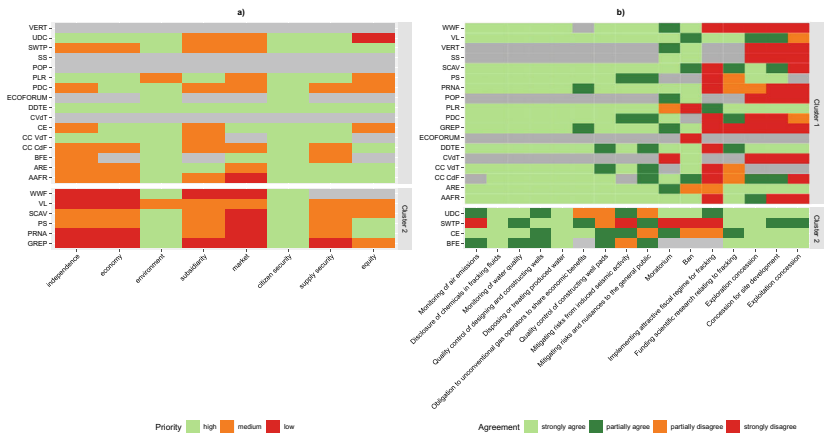 a)
VERT
UDC
SWTP
SS
POP
PLR
PDC
ECOFORUM
DDTE
CVdT
CE
CC VdT
CC CdF
BFE
ARE
AAFR
Cluster 1
WWF
VL
SCAV
PS
PRNA
GREP
Cluster 2
independence
economy
environment
subsidiarity
market
citizen security
supply security
equity
Priority high medium low
b)
WWF
VL
VERT
SS
SCAV
PS
PRNA
POP
PLR
PDC
GREP
ECOFORUM
DDTE
CVdT
CC VdT
CC CdF
ARE
AAFR
Cluster 1
UDC
SWTP
CE
BFE
Cluster 2
Monitoring of air emissions
Disclosure of chemicals in fracking fluids
Monitoring of water quality
Quality control of designing and constructing wells
Disposing or treating produced water
Obligation to unconventional gas operators to share economic benefits
Quality control of constructing well pads
Mitigating risks from induced seismic activity
Mitigating risks and nuisances to the general public
Moratorium
Ban
Implementing attractive fiscal regime for fracking
Funding scientific research relating to fracking
Exploration concession
Concession for site development
Exploitation concession
Agreement strongly agree partially agree partially disagree strongly disagree